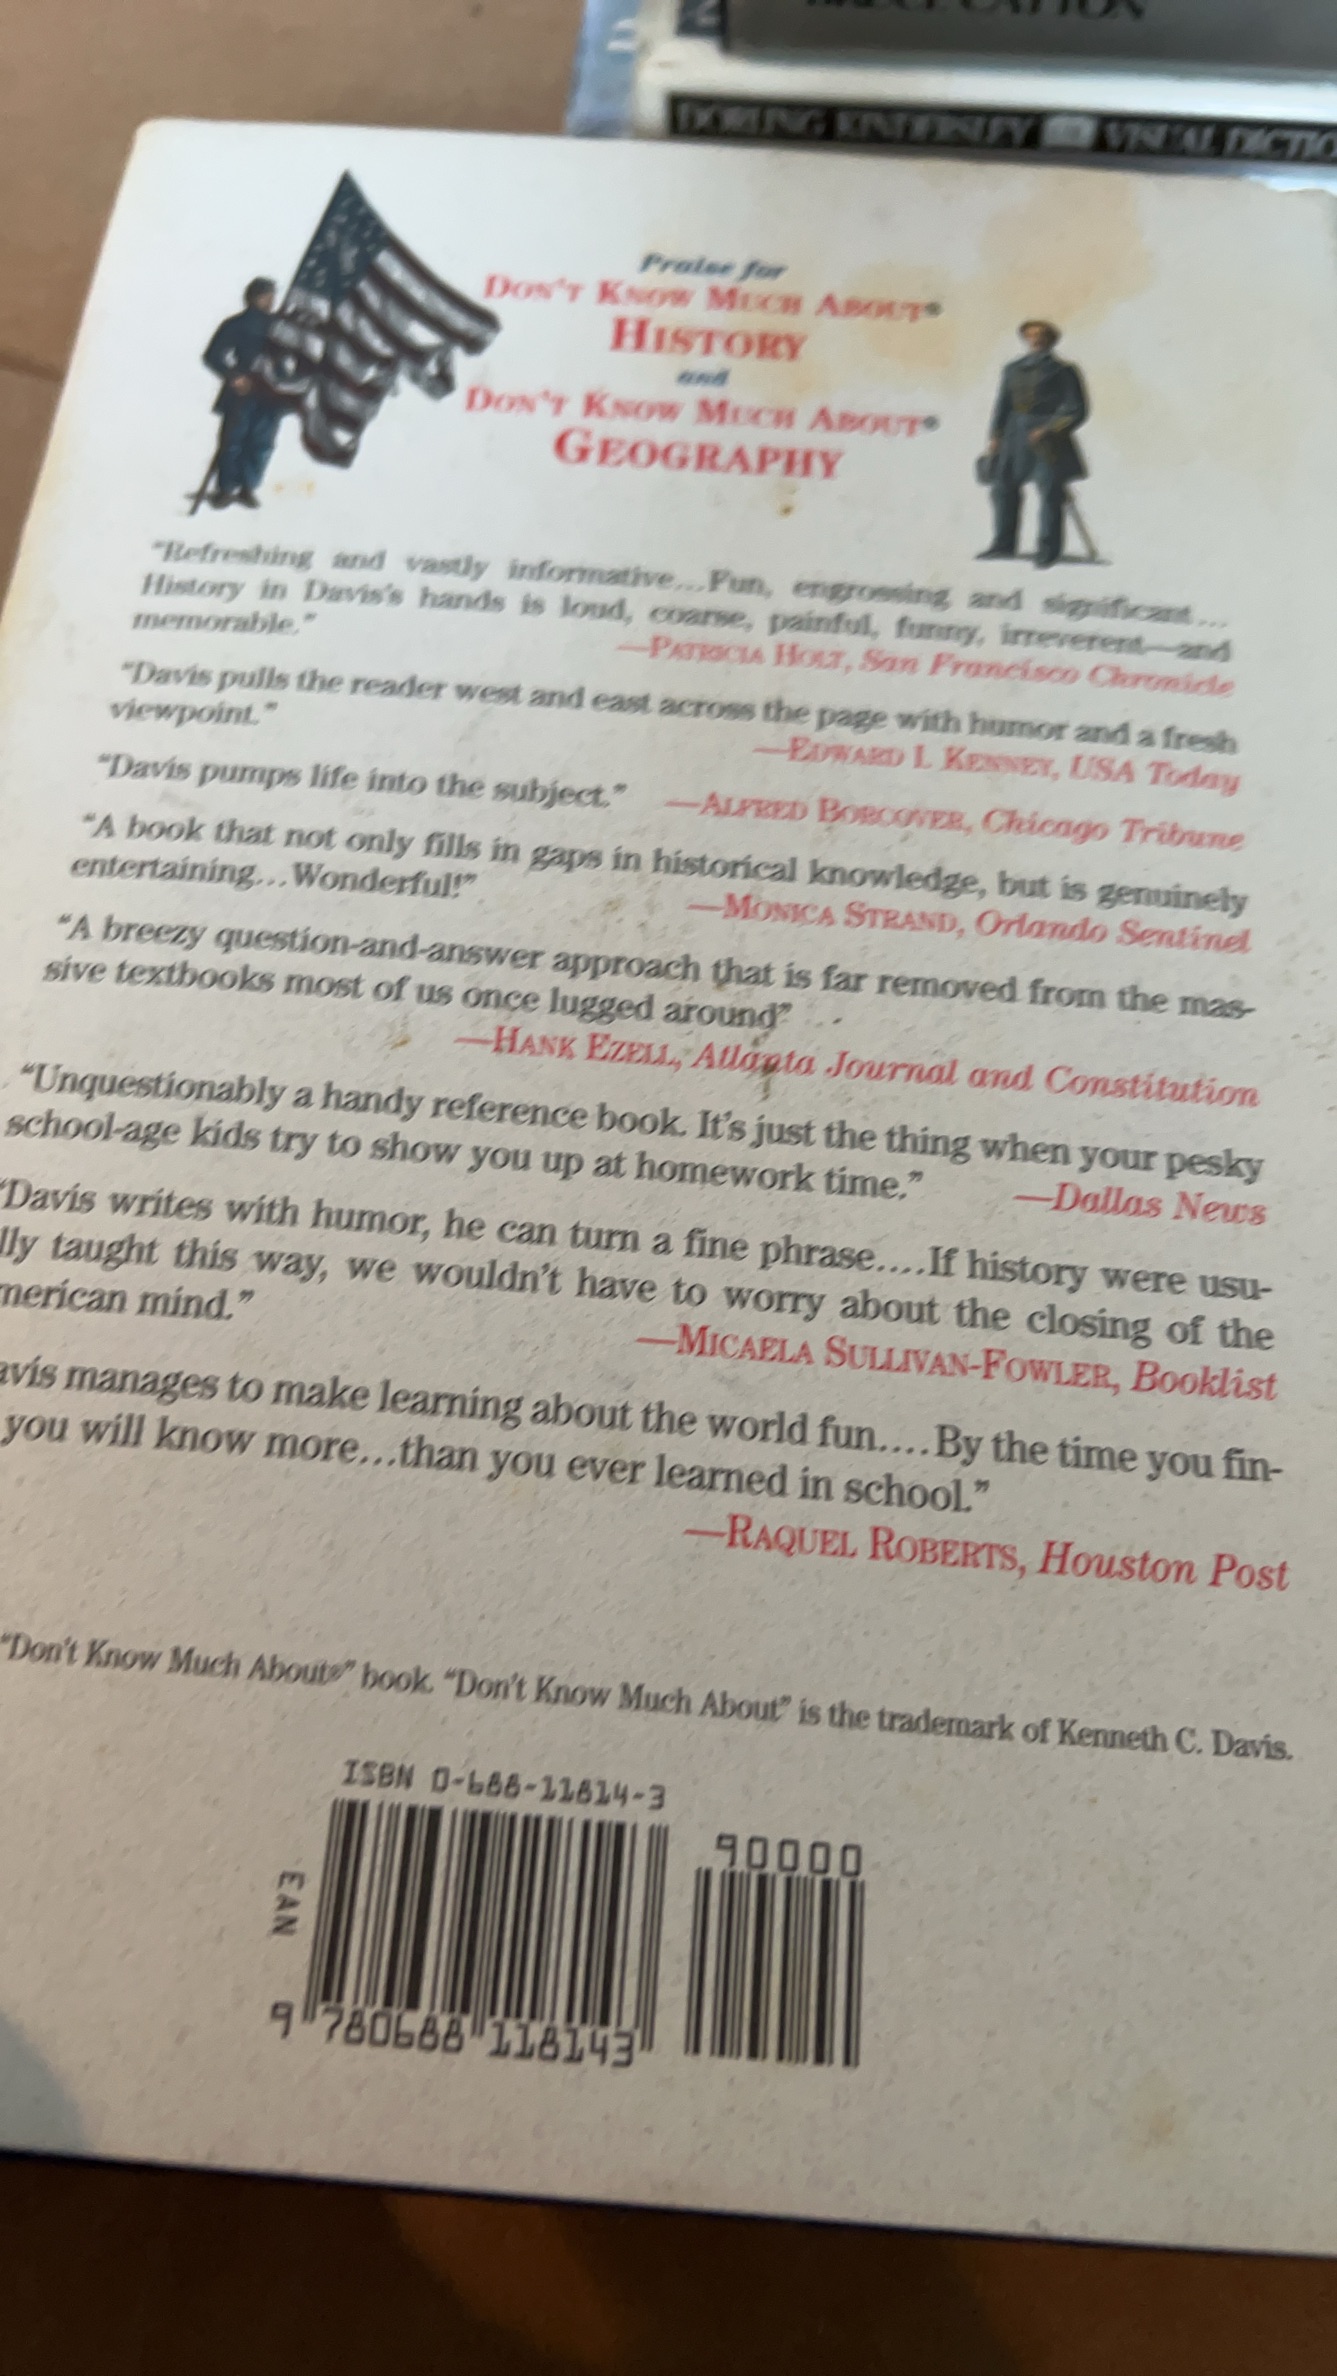 DORLING KINDERSLEY VISUAL DICTIO
Praise for
DON'T KNOW MUCH ABOUT®
HISTORY
and
DON'T KNOW MUCH ABOUT®
GEOGRAPHY
“Refreshing and vastly informative...Fun, engrossing and significant...
History in Davis's hands is loud, coarse, painful, funny, irreverent—and
memorable.”
—PATRICIA HOLT, San Francisco Chronicle
“Davis pulls the reader west and east across the page with humor and a fresh
viewpoint.”
—EDWARD I. KENNEY, USA Today
“Davis pumps life into the subject.” —ALFRED BORCOVER, Chicago Tribune
“A book that not only fills in gaps in historical knowledge, but is genuinely
entertaining...Wonderful!”
—MONICA STRAND, Orlando Sentinel
“A breezy question-and-answer approach that is far removed from the mas-
sive textbooks most of us once lugged around”
—HANK EZELL, Atlanta Journal and Constitution
“Unquestionably a handy reference book. It's just the thing when your pesky
school-age kids try to show you up at homework time.” —Dallas News
“Davis writes with humor, he can turn a fine phrase....If history were usu-
lly taught this way, we wouldn't have to worry about the closing of the
merican mind.”
—MICAELA SULLIVAN-FOWLER, Booklist
avis manages to make learning about the world fun....By the time you fin-
you will know more...than you ever learned in school.”
—RAQUEL ROBERTS, Houston Post
“Don't Know Much About®” book. “Don't Know Much About” is the trademark of Kenneth C. Davis.
ISBN 0-688-11814-3
90000
EAN
9 780688 118143